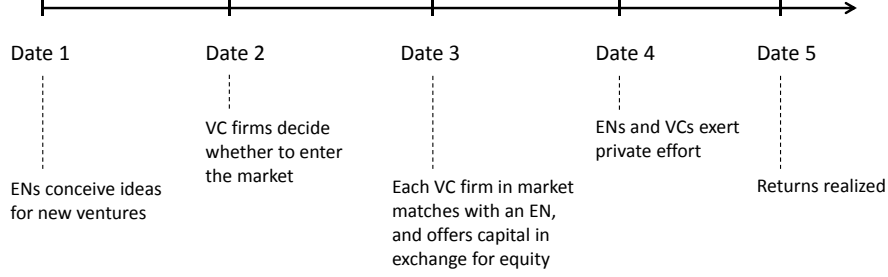 Date 1
Date 2
Date 3
Date 4
Date 5
ENs conceive ideas
for new ventures
VC firms decide
whether to enter
the market
Each VC firm in market
matches with an EN,
and offers capital in
exchange for equity
ENs and VCs exert
private effort
Returns realized